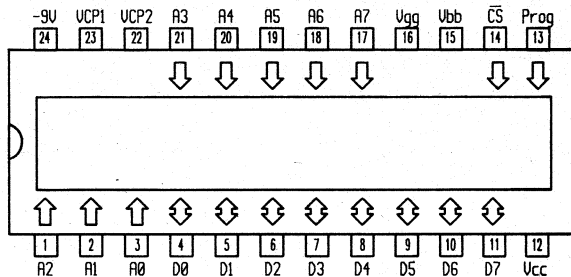 -9V VCP1 VCP2 A3 A4 A5 A6 A7 Vgg Vbb C̅S̅ Prog
24 23 22 21 20 19 18 17 16 15 14 13
1 2 3 4 5 6 7 8 9 10 11 12
A2 A1 A0 D0 D1 D2 D3 D4 D5 D6 D7 Vcc